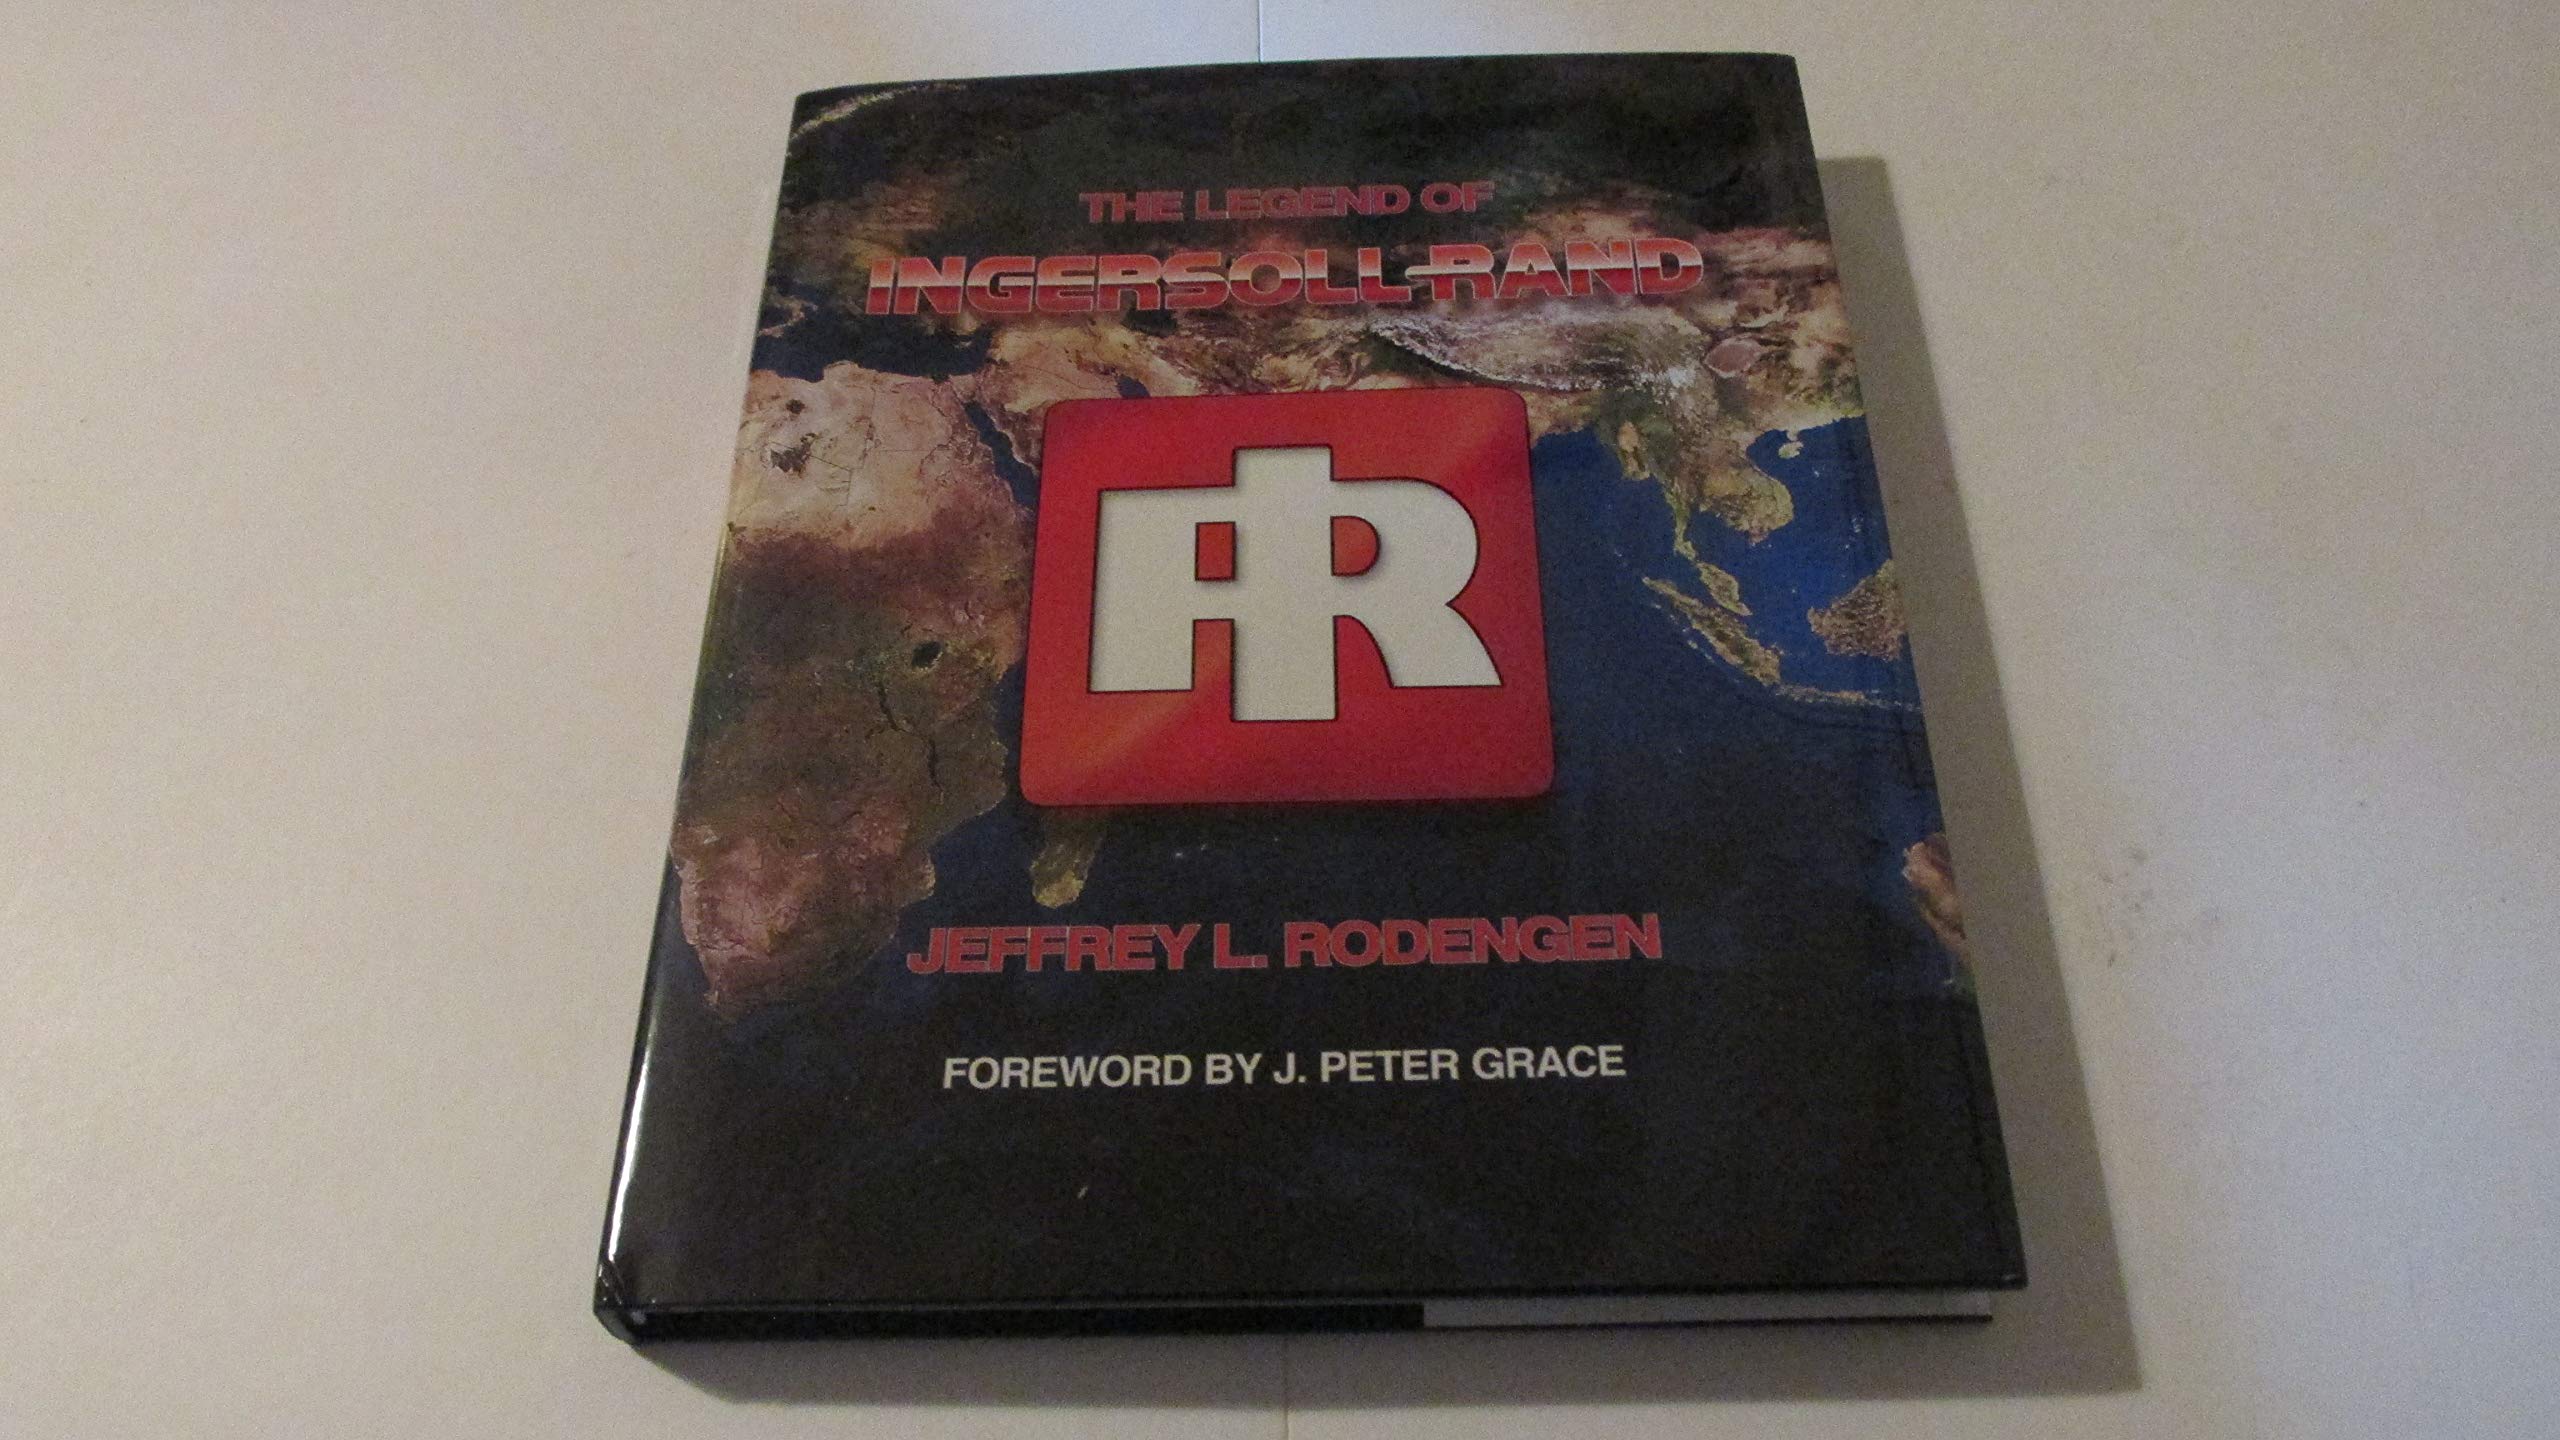 THE LEGEND OF
INGERSOLL-RAND
IR
JEFFREY L. RODENGEN
FOREWORD BY J. PETER GRACE